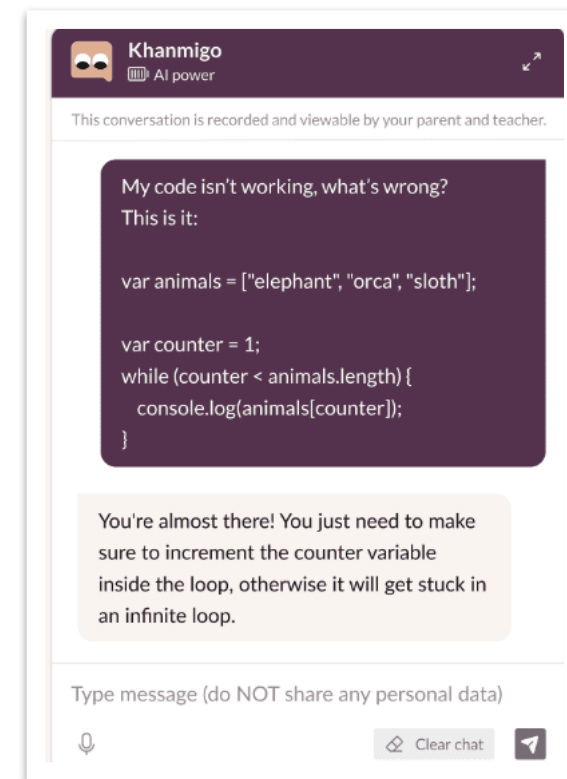 Khanmigo
AI power
This conversation is recorded and viewable by your parent and teacher.
My code isn't working, what's wrong?
This is it:
var animals = ["elephant", "orca", "sloth"];
var counter = 1;
while (counter < animals.length) {
console.log(animals[counter]);
}
You're almost there! You just need to make
sure to increment the counter variable
inside the loop, otherwise it will get stuck in
an infinite loop.
Type message (do NOT share any personal data)
Clear chat